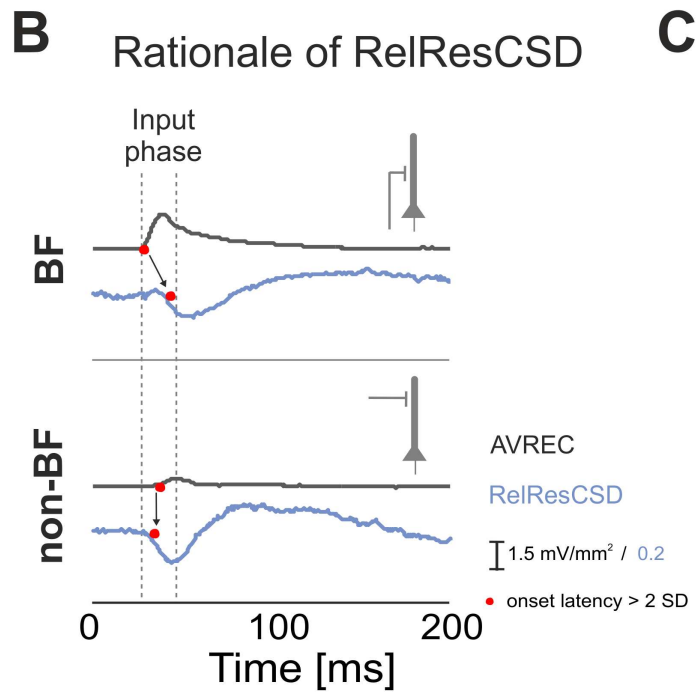 B
Rationale of RelResCSD
C
Input
phase
BF
non-BF
AVREC
RelResCSD
1.5 mV/mm² / 0.2
onset latency > 2 SD
0 100 200
Time [ms]